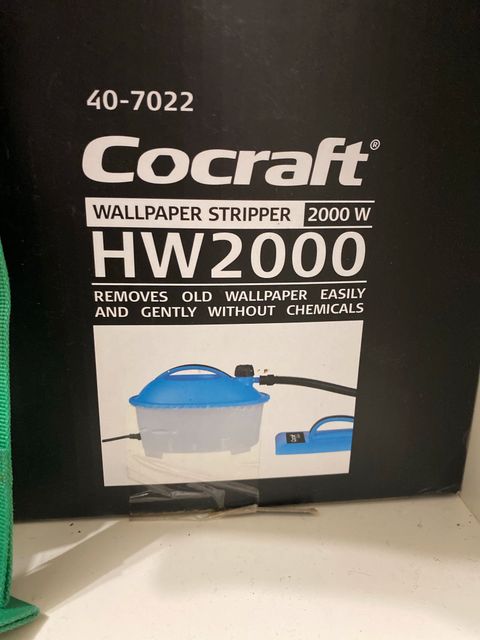 40-7022
Cocraft®
WALLPAPER STRIPPER 2000 W
HW2000
REMOVES OLD WALLPAPER EASILY
AND GENTLY WITHOUT CHEMICALS